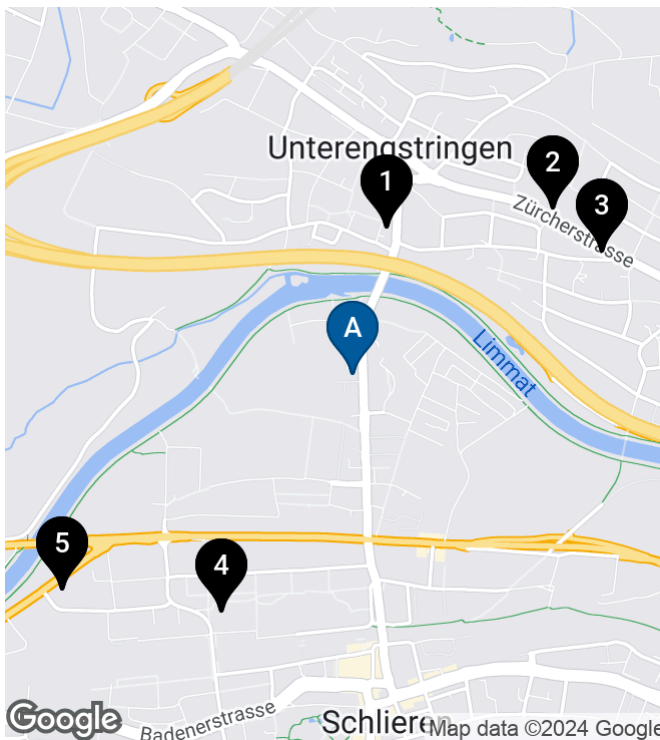 Unterengstringen
1
2
3
Zürcherstrasse
A
Limmat
5
4
Badenerstrasse
Schlieren
Google
Map data ©2024 Google